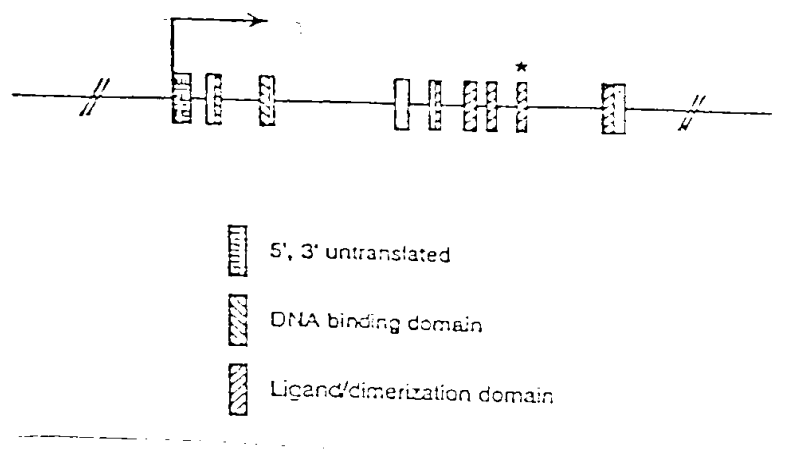 *
5', 3' untranslated
DNA binding domain
Ligand/dimerization domain